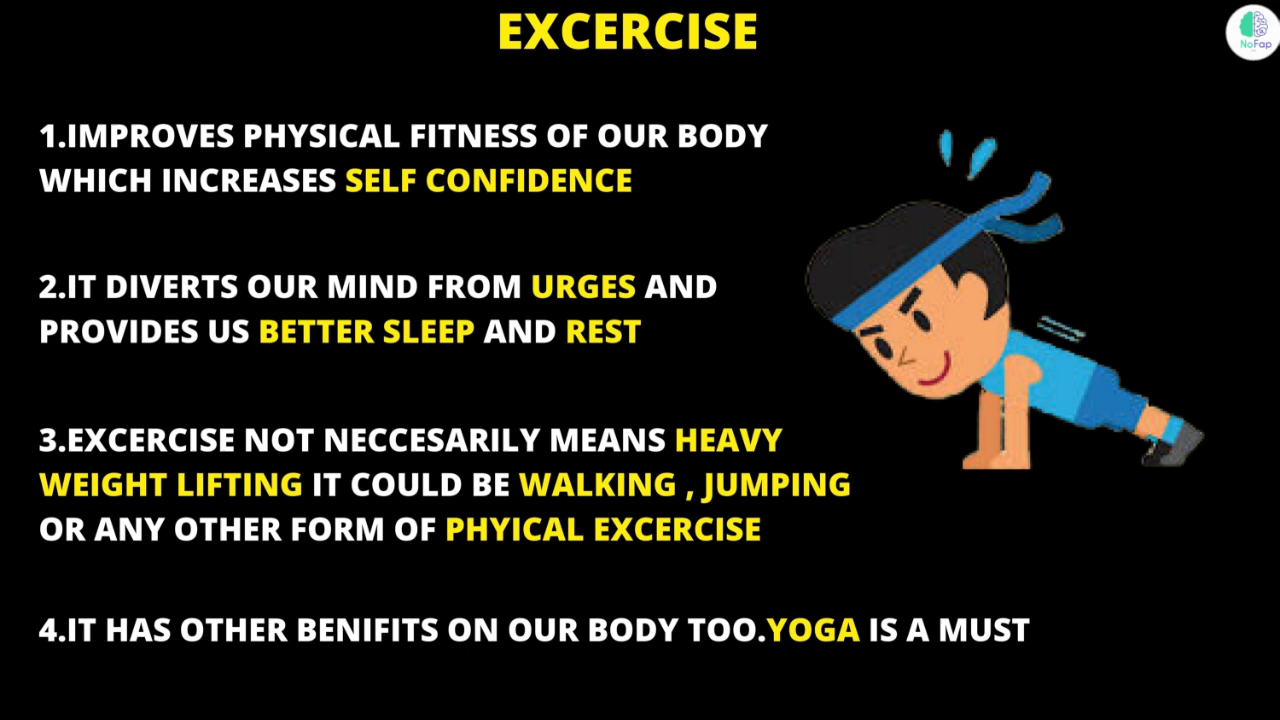 EXCERCISE
NoFap
1.IMPROVES PHYSICAL FITNESS OF OUR BODY
WHICH INCREASES SELF CONFIDENCE
2.IT DIVERTS OUR MIND FROM URGES AND
PROVIDES US BETTER SLEEP AND REST
3.EXCERCISE NOT NECCESARILY MEANS HEAVY
WEIGHT LIFTING IT COULD BE WALKING , JUMPING
OR ANY OTHER FORM OF PHYICAL EXCERCISE
4.IT HAS OTHER BENIFITS ON OUR BODY TOO.YOGA IS A MUST